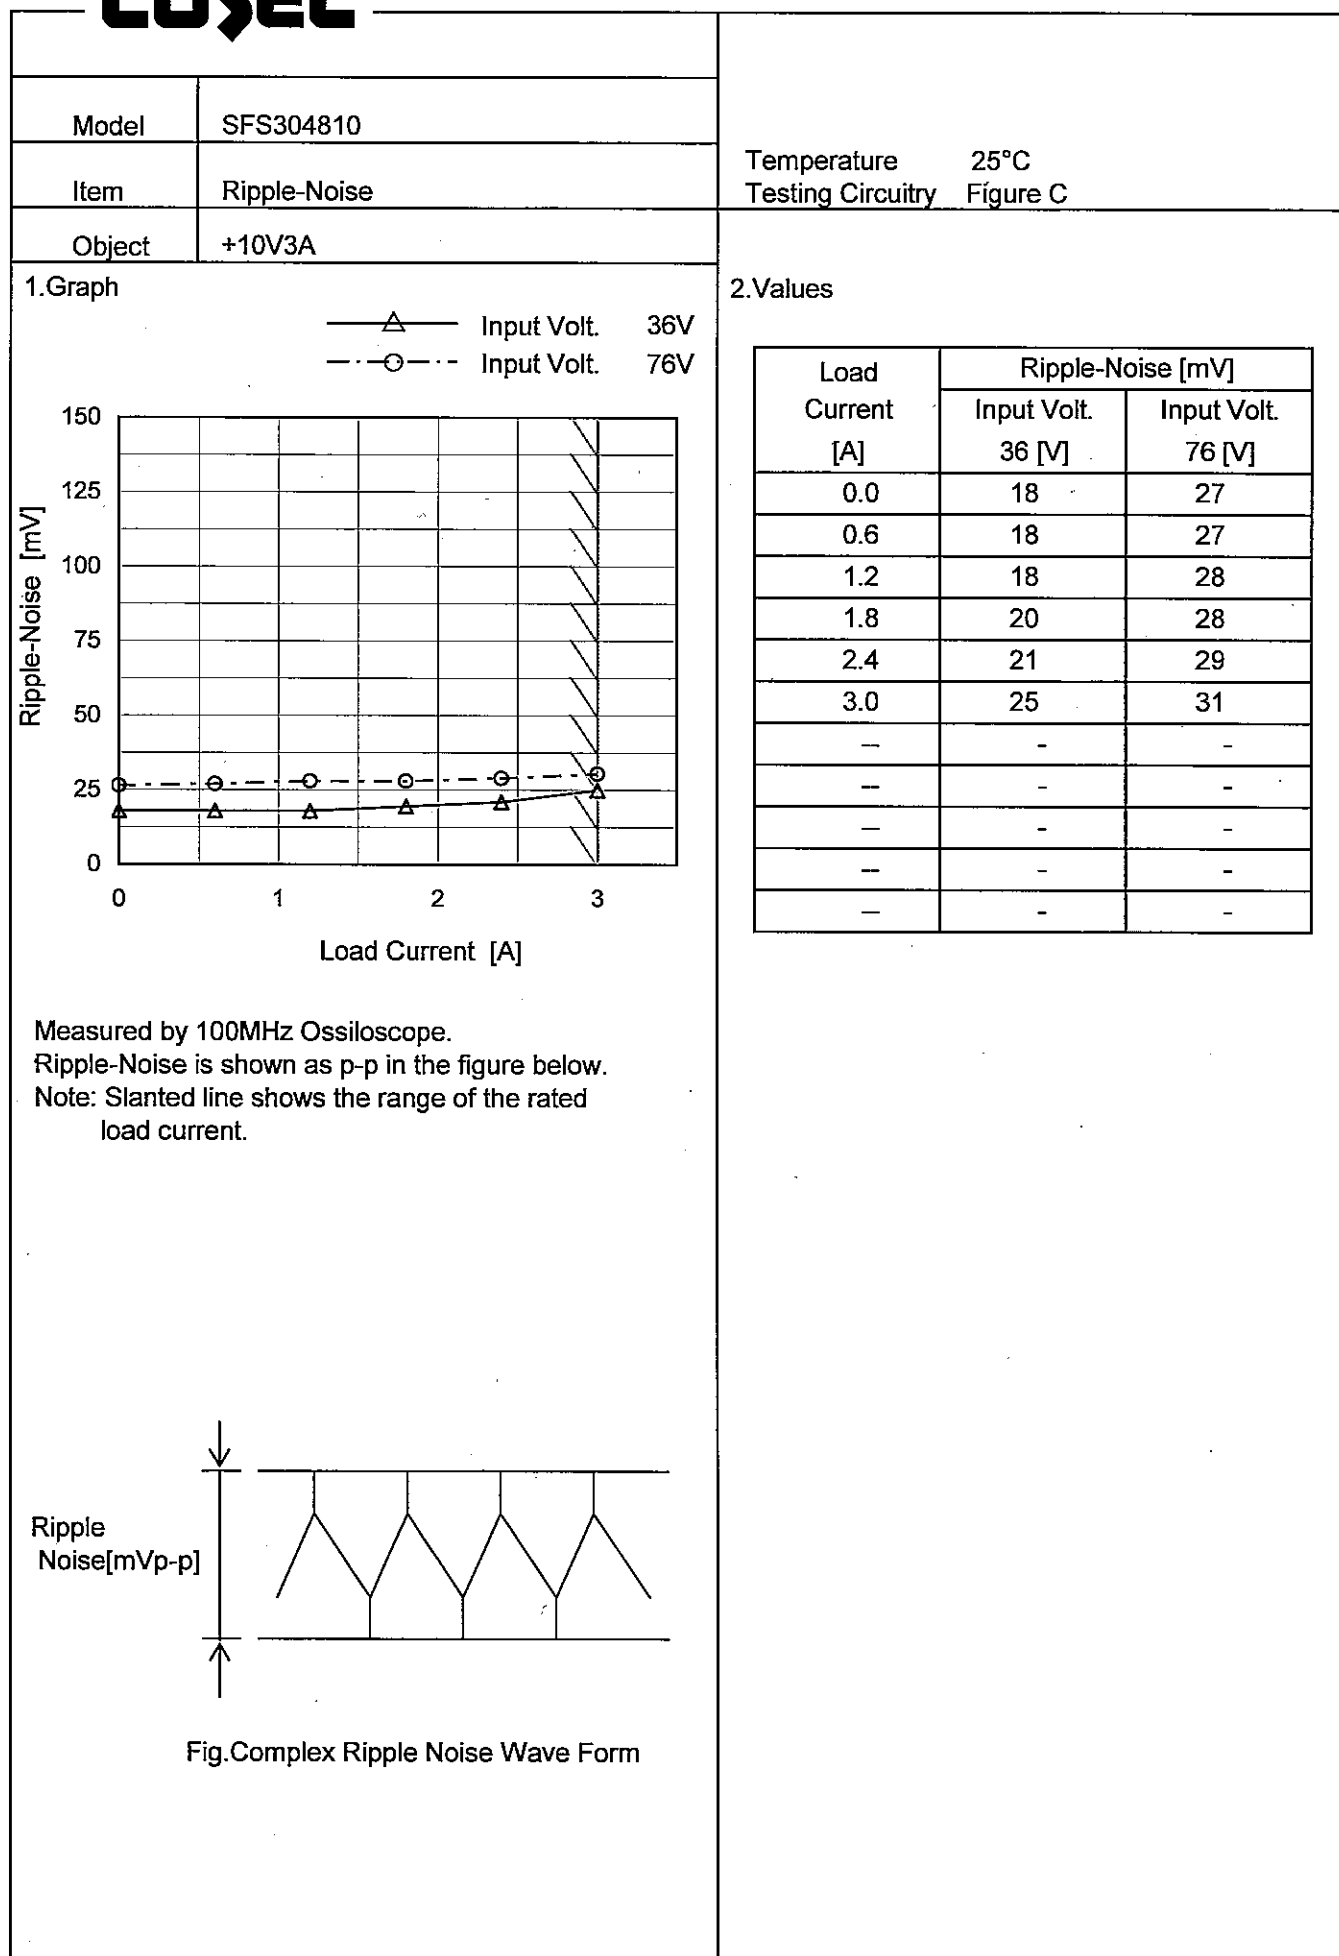 COSEL
Model SFS304810
Item Ripple-Noise
Object +10V3A
Temperature 25°C
Testing Circuitry Figure C
1.Graph
Input Volt. 36V
Input Volt. 76V
150
125
100
75
50
25
0
Ripple-Noise [mV]
0 1 2 3
Load Current [A]
Measured by 100MHz Ossiloscope.
Ripple-Noise is shown as p-p in the figure below.
Note: Slanted line shows the range of the rated
load current.
Ripple
Noise[mVp-p]
Fig.Complex Ripple Noise Wave Form
2.Values
Load Ripple-Noise [mV]
Current Input Volt. Input Volt.
[A] 36 [V] 76 [V]
0.0 18 27
0.6 18 27
1.2 18 28
1.8 20 28
2.4 21 29
3.0 25 31
— - -
— - -
— - -
— - -
— - -